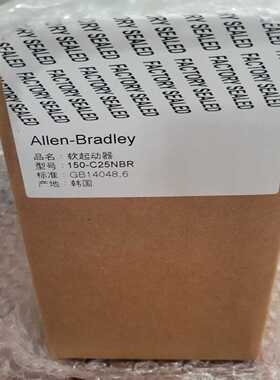 FACTORY SEALED FACTORY SEALED FACTORY SEALED FACTORY SEALED
Allen-Bradley
品名：软起动器
型号：150-C25NBR
标准：GB14048.6
产地：韩国